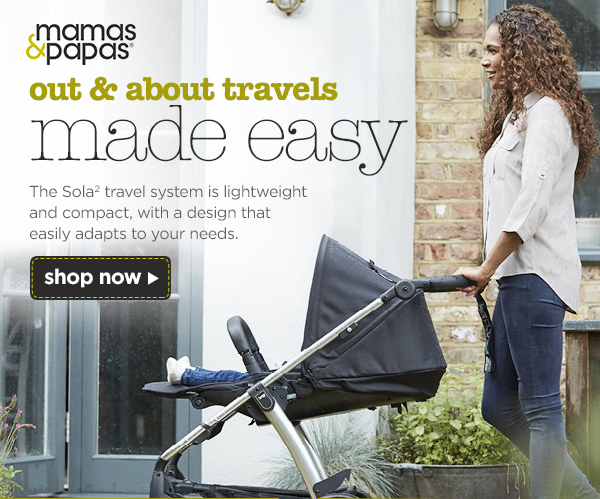 mamas
&papas®
out & about travels
made easy
The Sola² travel system is lightweight
and compact, with a design that
easily adapts to your needs.
shop now ▶